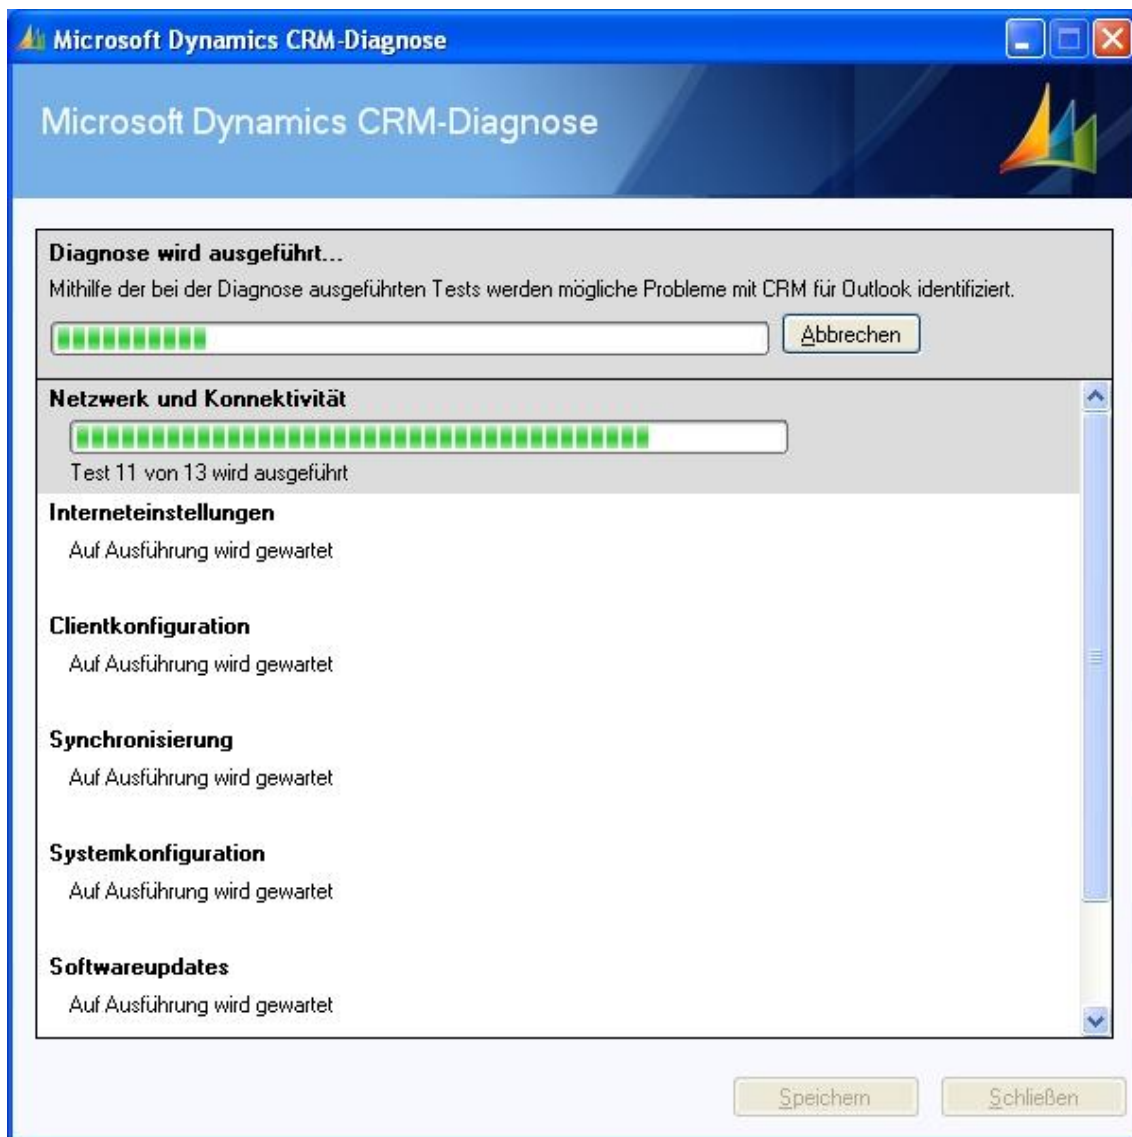 Microsoft Dynamics CRM-Diagnose
Microsoft Dynamics CRM-Diagnose
Diagnose wird ausgeführt...
Mithilfe der bei der Diagnose ausgeführten Tests werden mögliche Probleme mit CRM für Outlook identifiziert.
Abbrechen
Netzwerk und Konnektivität
Test 11 von 13 wird ausgeführt
Interneteinstellungen
Auf Ausführung wird gewartet
Clientkonfiguration
Auf Ausführung wird gewartet
Synchronisierung
Auf Ausführung wird gewartet
Systemkonfiguration
Auf Ausführung wird gewartet
Softwareupdates
Auf Ausführung wird gewartet
Speichern Schließen